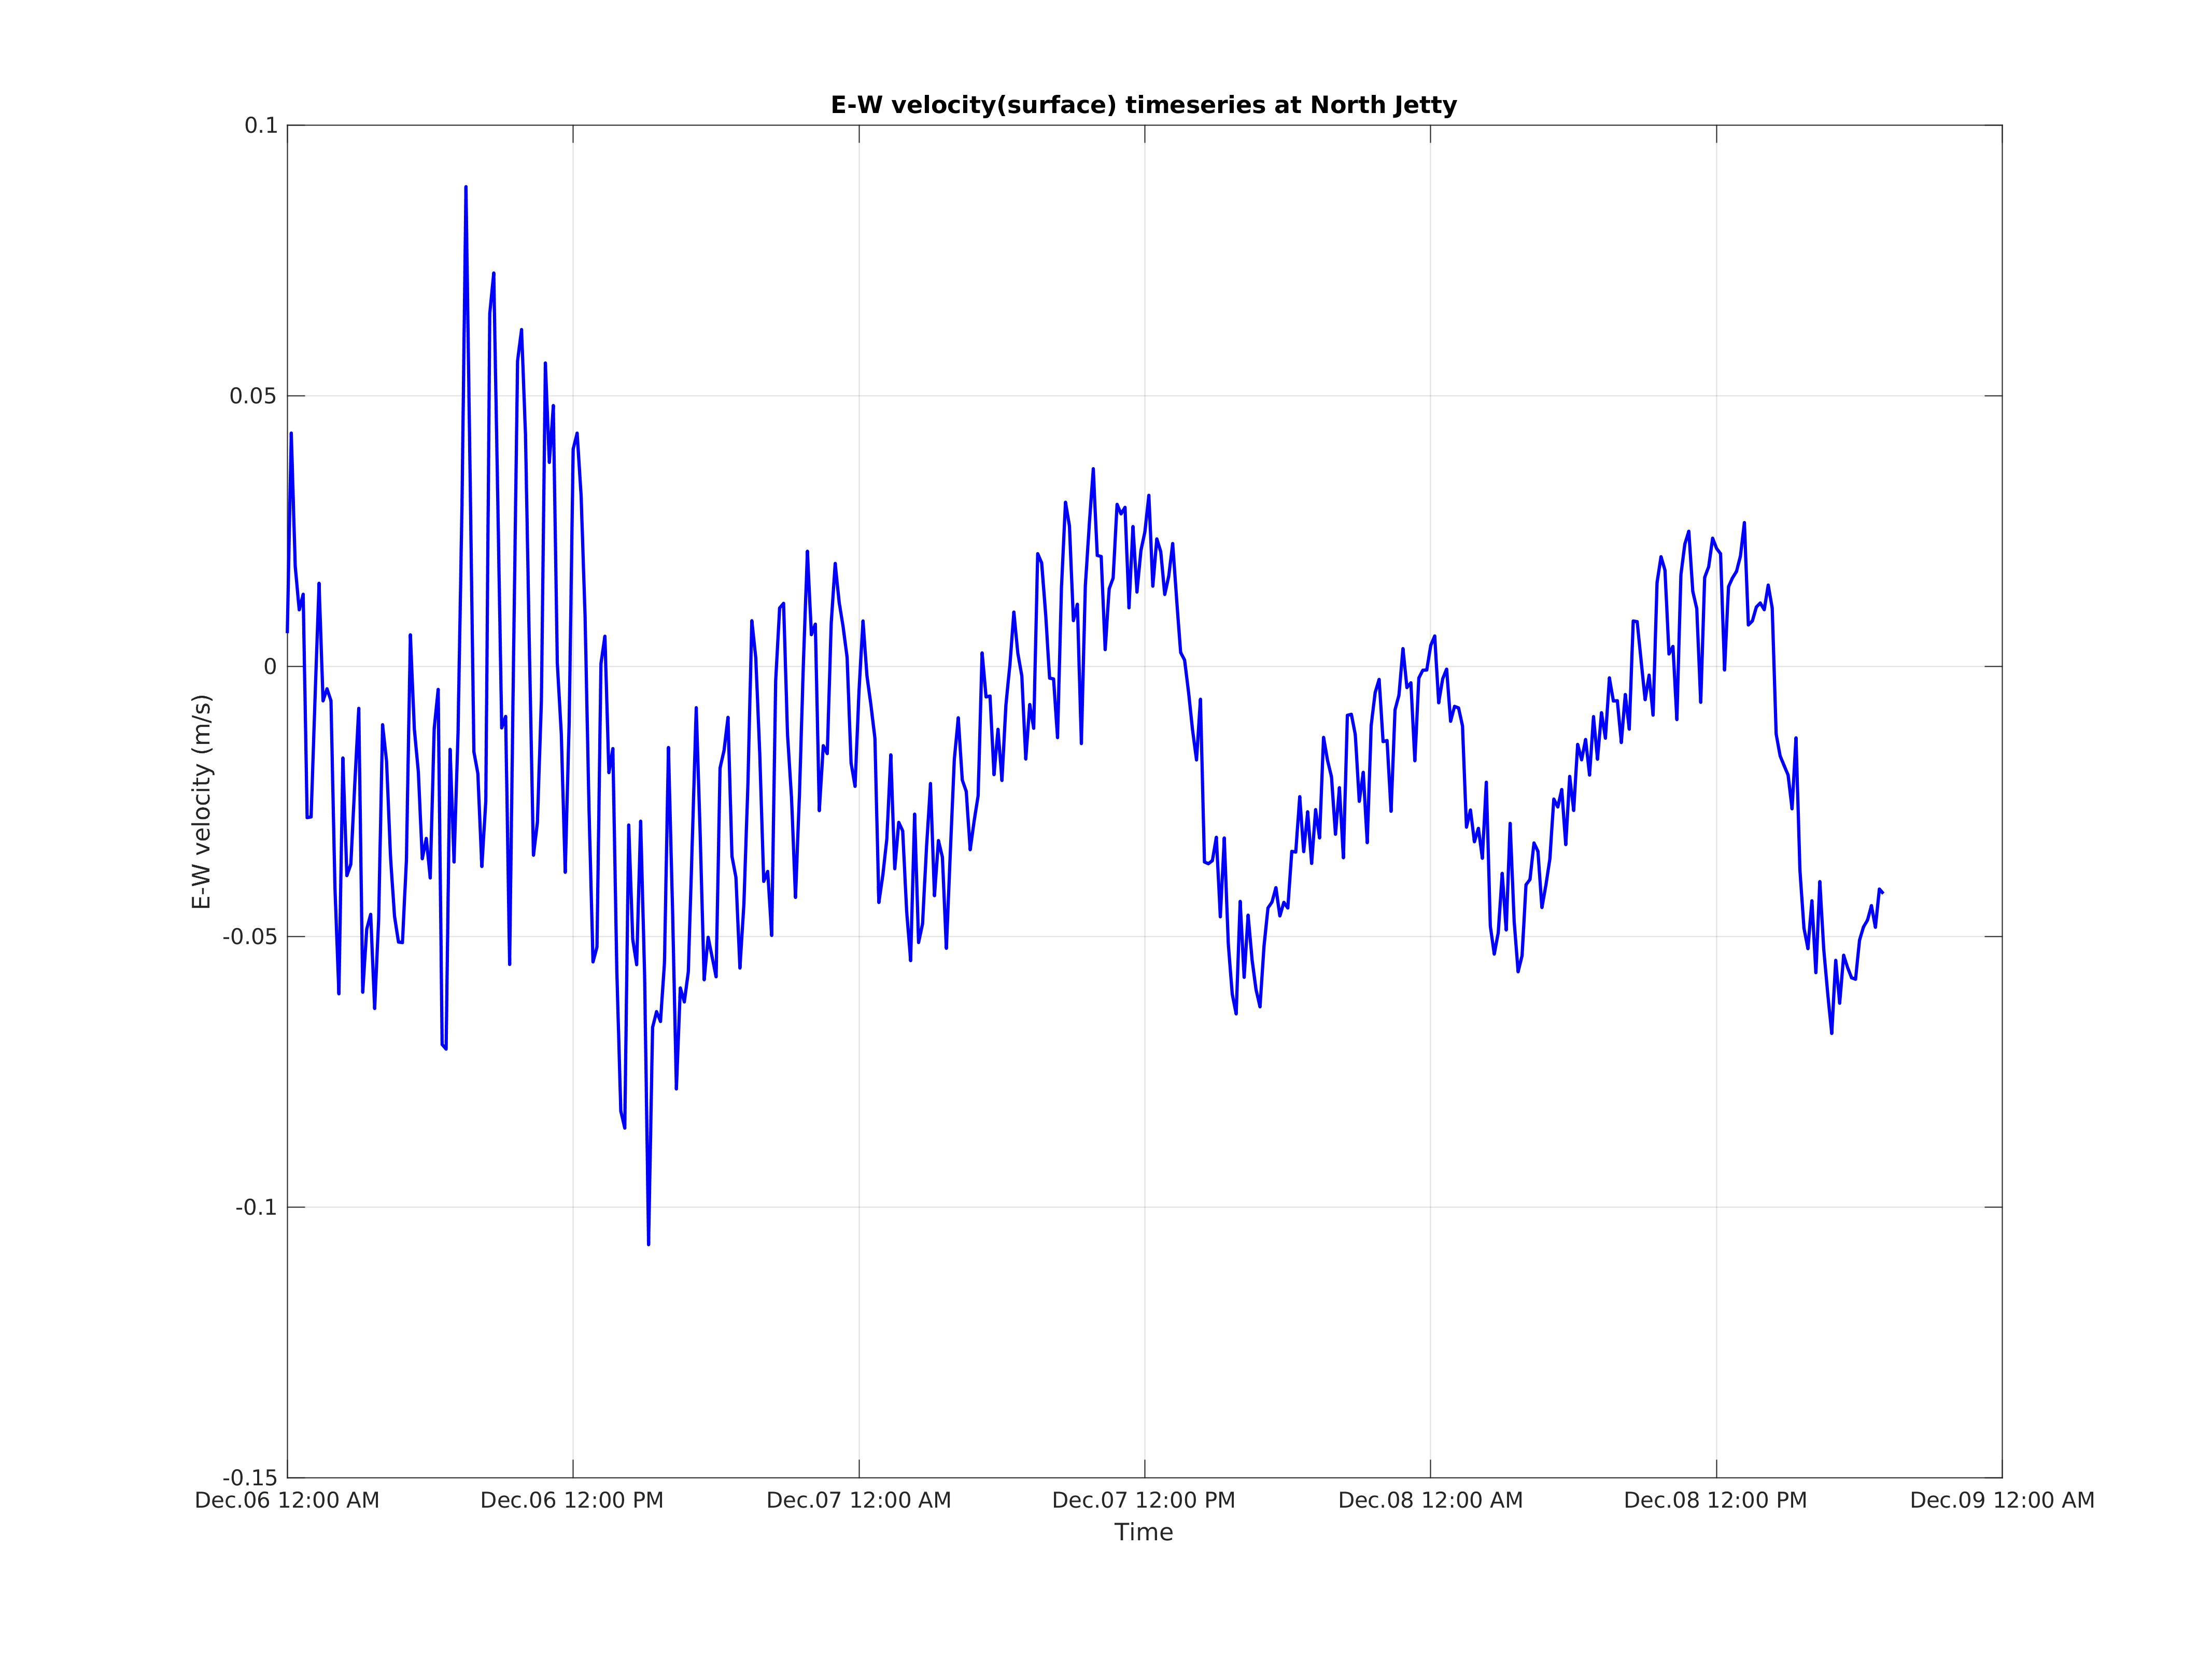 E-W velocity(surface) timeseries at North Jetty
0.1
0.05
0
-0.05
-0.1
-0.15
E-W velocity (m/s)
Dec.06 12:00 AM Dec.06 12:00 PM Dec.07 12:00 AM Dec.07 12:00 PM Dec.08 12:00 AM Dec.08 12:00 PM Dec.09 12:00 AM
Time